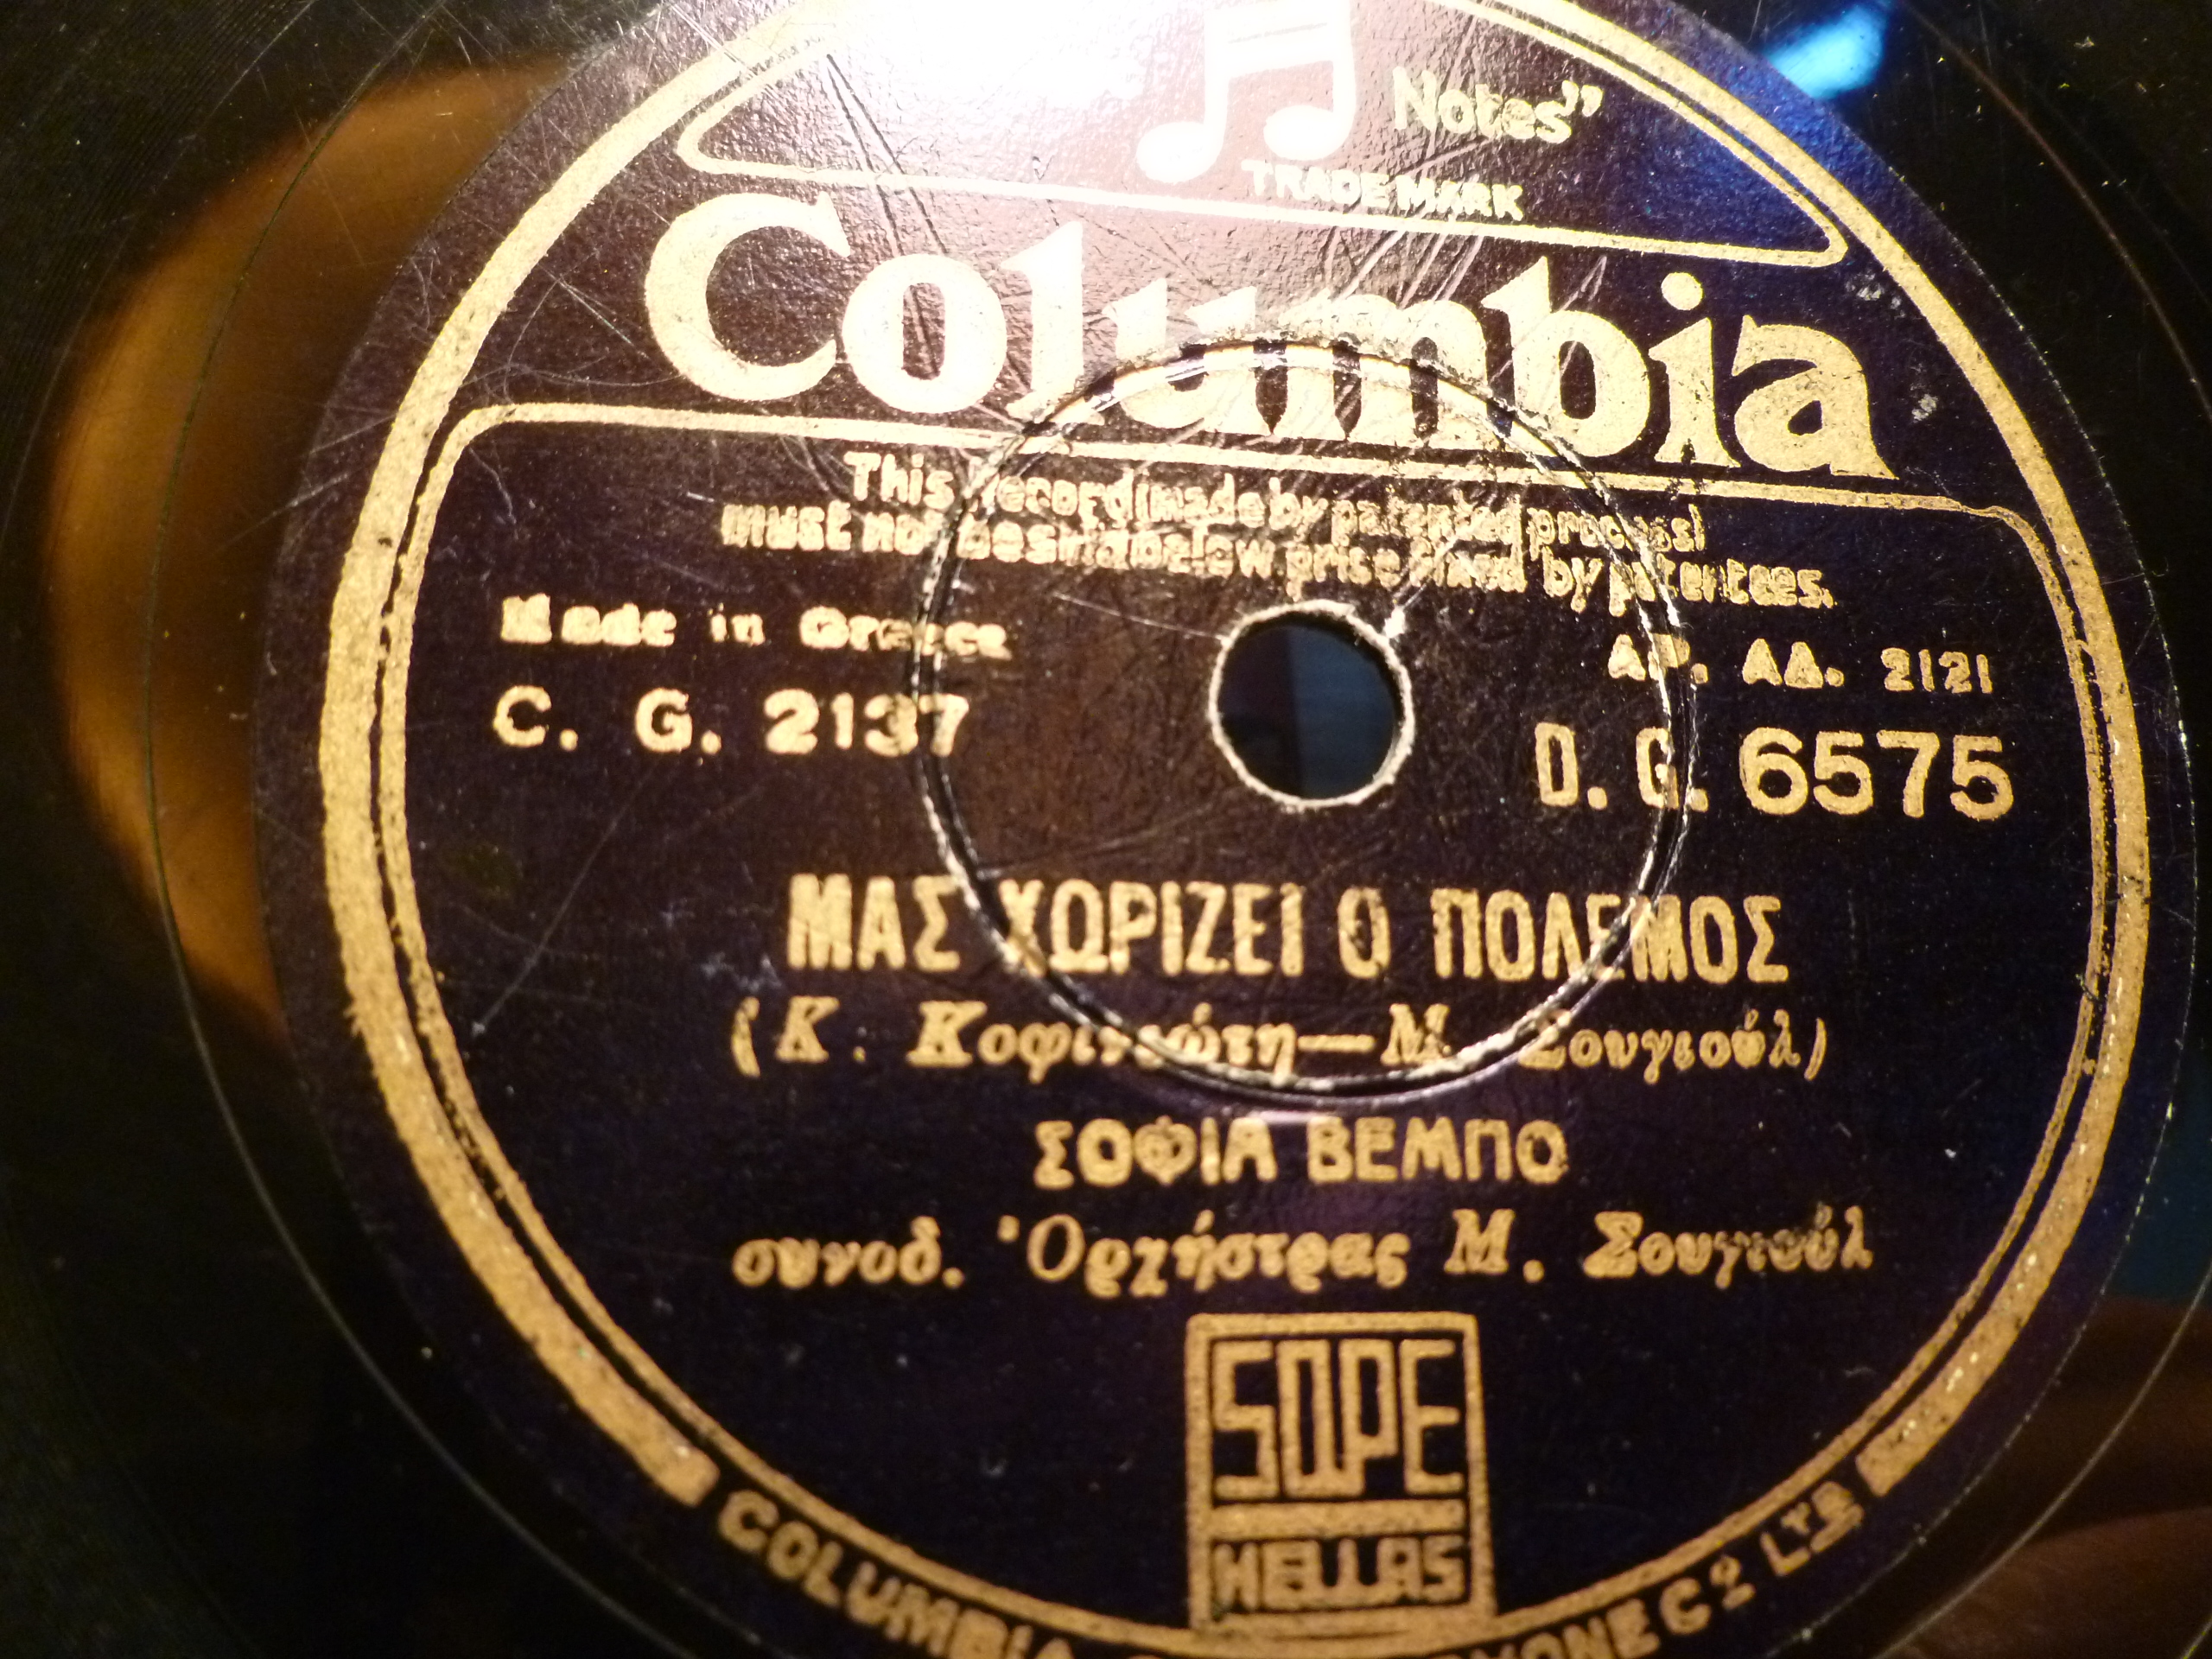 Notes”
TRADE MARK
Columbia
This Record (made by patented process)
must not be sold below price fixed by patentees.
Made in Greece
C. G. 2137
ΑΡ. ΑΔ. 2121
D. G. 6575
ΜΑΣ ΧΩΡΙΖΕΙ Ο ΠΟΛΕΜΟΣ
(Κ. Κοφινιώτη—Μ. Σουγιούλ)
ΣΟΦΙΑ ΒΕΜΠΟ
συνοδ. Ὀρχήστρας Μ. Σουγιούλ
SOPE
HELLAS
COLUMBIA C⁰ LTD